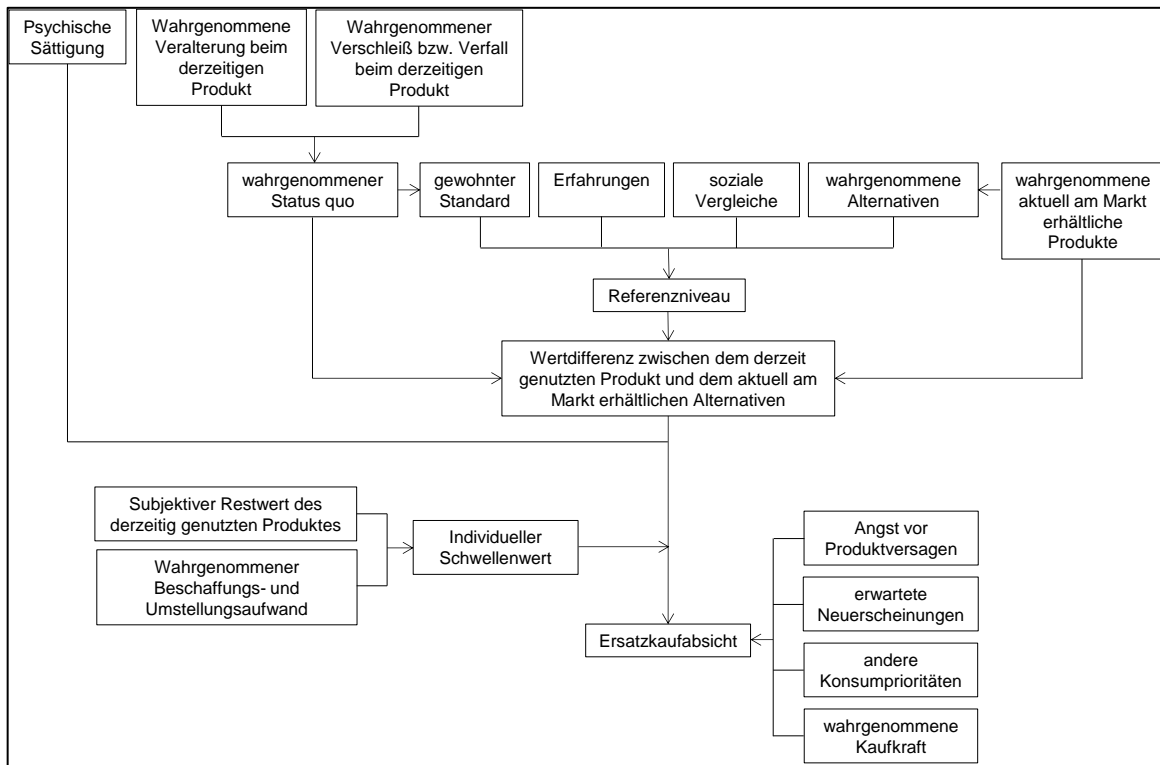 Psychische
Sättigung
Wahrgenommene
Veralterung beim
derzeitigen
Produkt
Wahrgenommener
Verschleiß bzw. Verfall
beim derzeitigen
Produkt
wahrgenommener
Status quo
gewohnter
Standard
Erfahrungen
soziale
Vergleiche
wahrgenommene
Alternativen
wahrgenommene
aktuell am Markt
erhältliche
Produkte
Referenzniveau
Wertdifferenz zwischen dem derzeit
genutzten Produkt und dem aktuell am
Markt erhältlichen Alternativen
Subjektiver Restwert des
derzeitig genutzten Produktes
Wahrgenommener
Beschaffungs- und
Umstellungsaufwand
Individueller
Schwellenwert
Ersatzkaufabsicht
Angst vor
Produktversagen
erwartete
Neuerscheinungen
andere
Konsumprioritäten
wahrgenommene
Kaufkraft